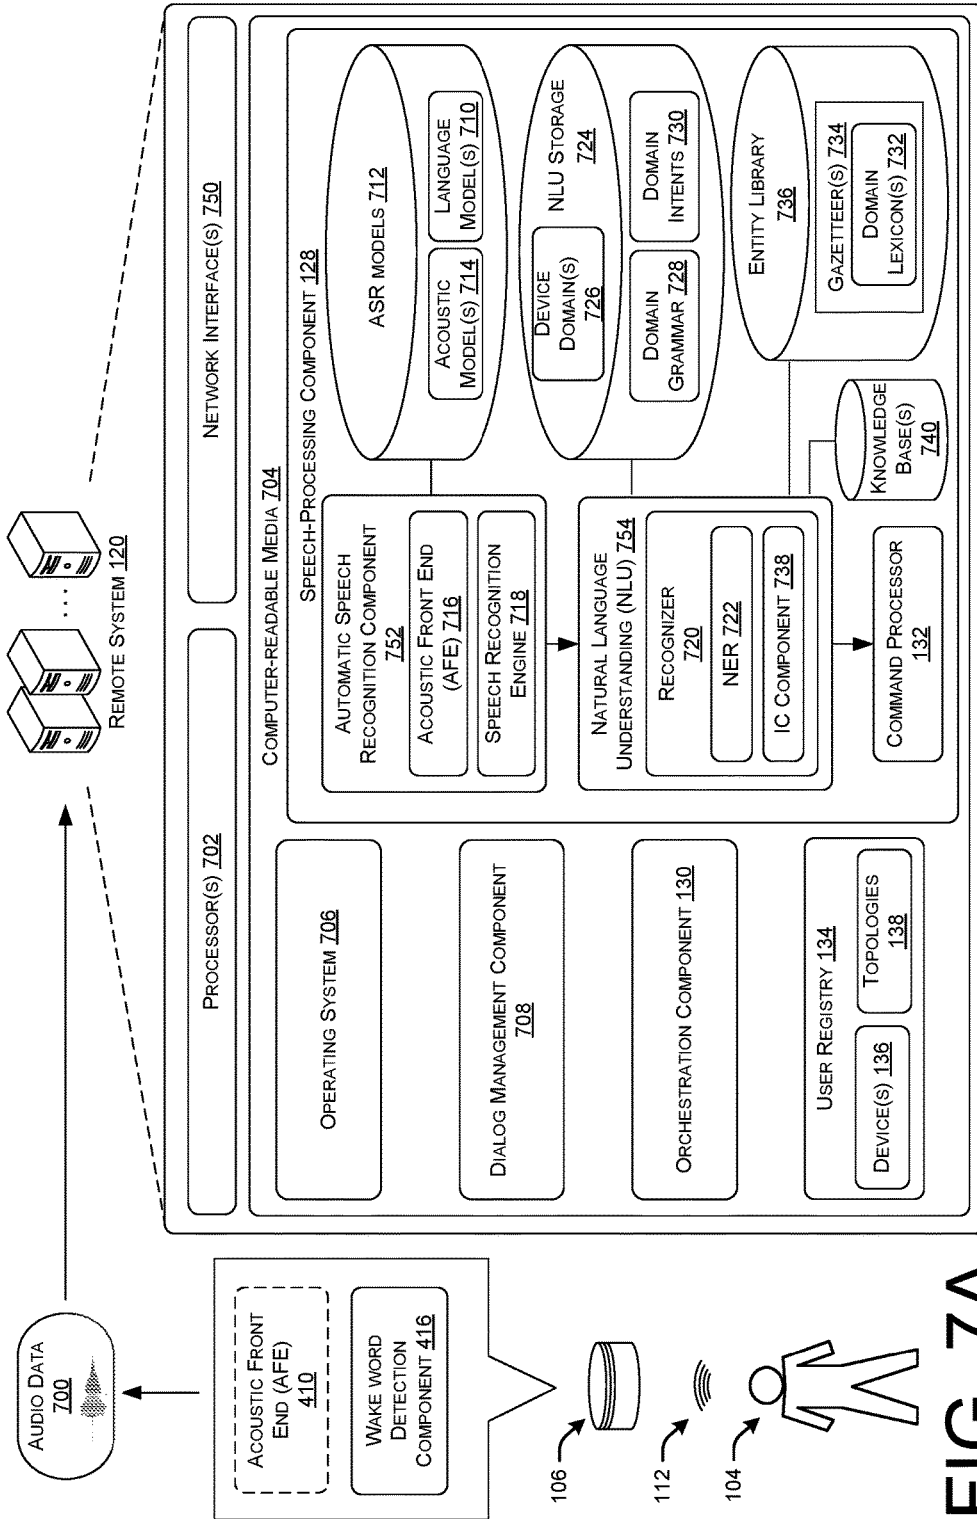 AUDIO DATA
700
REMOTE SYSTEM 120
ACOUSTIC FRONT
END (AFE)
410
WAKE WORD
DETECTION
COMPONENT 416
106
112
104
PROCESSOR(S) 702
NETWORK INTERFACE(S) 750
COMPUTER-READABLE MEDIA 704
OPERATING SYSTEM 706
DIALOG MANAGEMENT COMPONENT
708
ORCHESTRATION COMPONENT 130
USER REGISTRY 134
DEVICE(S) 136
TOPOLOGIES
138
SPEECH-PROCESSING COMPONENT 128
AUTOMATIC SPEECH
RECOGNITION COMPONENT
752
ACOUSTIC FRONT END
(AFE) 716
SPEECH RECOGNITION
ENGINE 718
ASR MODELS 712
ACOUSTIC
MODEL(S) 714
LANGUAGE
MODEL(S) 710
NATURAL LANGUAGE
UNDERSTANDING (NLU) 754
RECOGNIZER
720
NER 722
IC COMPONENT 738
NLU STORAGE
724
DEVICE
DOMAIN(S)
726
DOMAIN
GRAMMAR 728
DOMAIN
INTENTS 730
COMMAND PROCESSOR
132
KNOWLEDGE
BASE(S)
740
ENTITY LIBRARY
736
GAZETTEER(S) 734
DOMAIN
LEXICON(S) 732
FIG. 7A